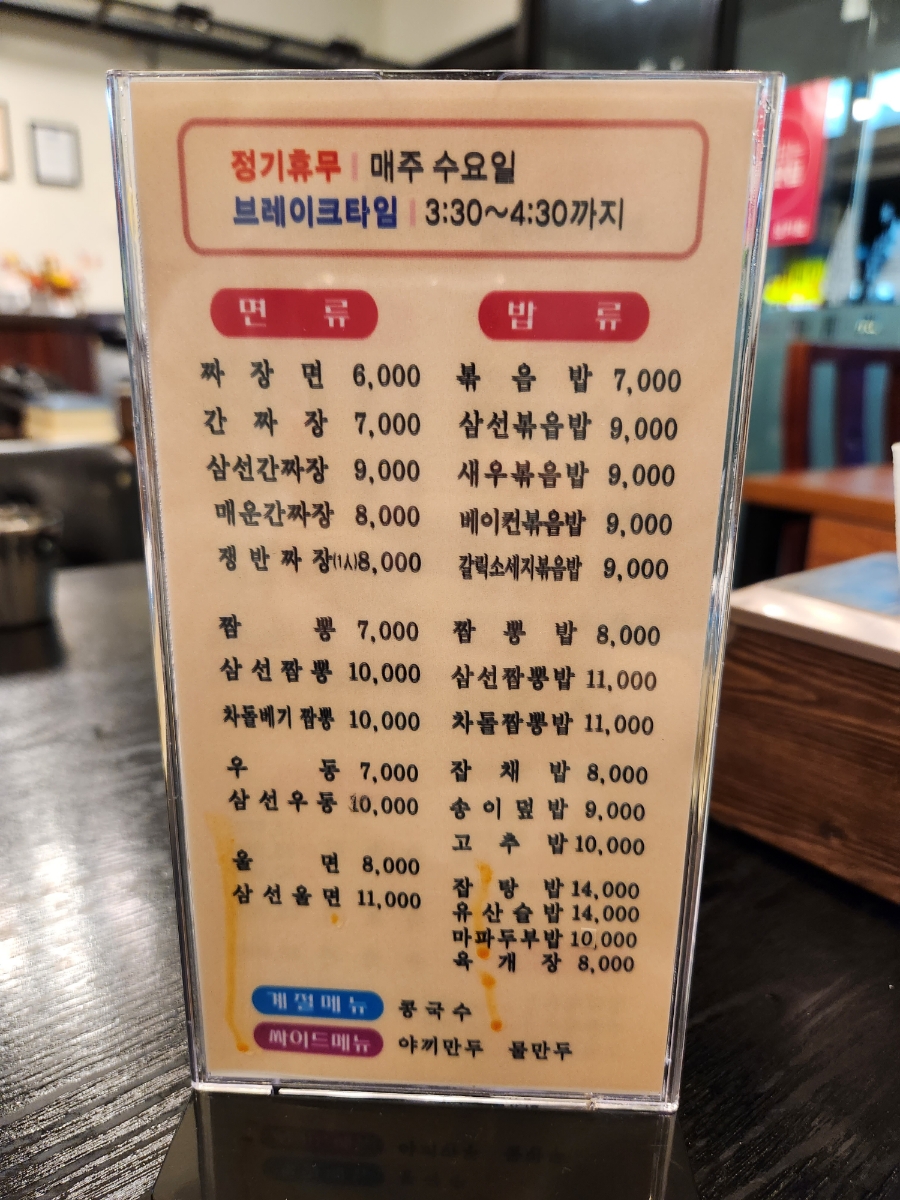 정기휴무 | 매주 수요일
브레이크타임 | 3:30~4:30까지
면 류
짜 장 면 6,000
간 짜 장 7,000
삼선간짜장 9,000
매운간짜장 8,000
쟁 반 짜 장(1人)8,000
짬 뽕 7,000
삼 선 짬 뽕 10,000
차돌베기 짬뽕 10,000
우 동 7,000
삼 선 우 동 10,000
울 면 8,000
삼 선 울 면 11,000
밥 류
볶 음 밥 7,000
삼선볶음밥 9,000
새우볶음밥 9,000
베이컨볶음밥 9,000
갈릭소세지볶음밥 9,000
짬 뽕 밥 8,000
삼선짬뽕밥 11,000
차돌짬뽕밥 11,000
잡 채 밥 8,000
송 이 덮 밥 9,000
고 추 밥 10,000
잡 탕 밥 14,000
유 산 슬 밥 14,000
마파두부밥 10,000
육 개 장 8,000
계절메뉴 콩국수
싸이드메뉴 야끼만두 물만두